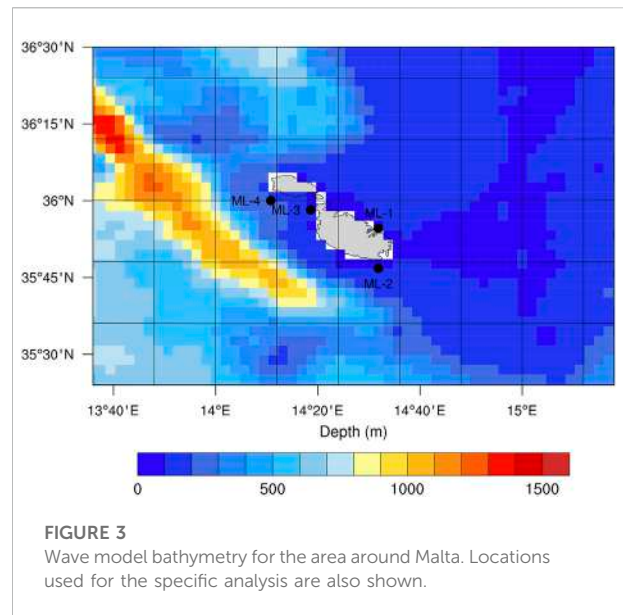 36°30'N
36°15'N
36°N
35°45'N
35°30'N
ML-4
ML-3
ML-1
ML-2
13°40'E
14°E
14°20'E
14°40'E
15°E
Depth (m)
0
500
1000
1500
FIGURE 3
Wave model bathymetry for the area around Malta. Locations
used for the specific analysis are also shown.